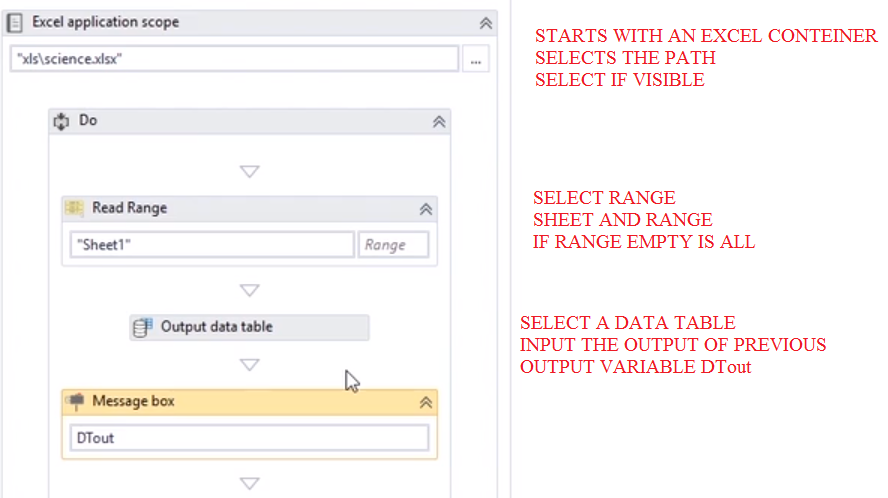 Excel application scope
"xls\science.xlsx"
...
STARTS WITH AN EXCEL CONTEINER
SELECTS THE PATH
SELECT IF VISIBLE
Do
Read Range
"Sheet1"
Range
SELECT RANGE
SHEET AND RANGE
IF RANGE EMPTY IS ALL
Output data table
SELECT A DATA TABLE
INPUT THE OUTPUT OF PREVIOUS
OUTPUT VARIABLE DTout
Message box
DTout